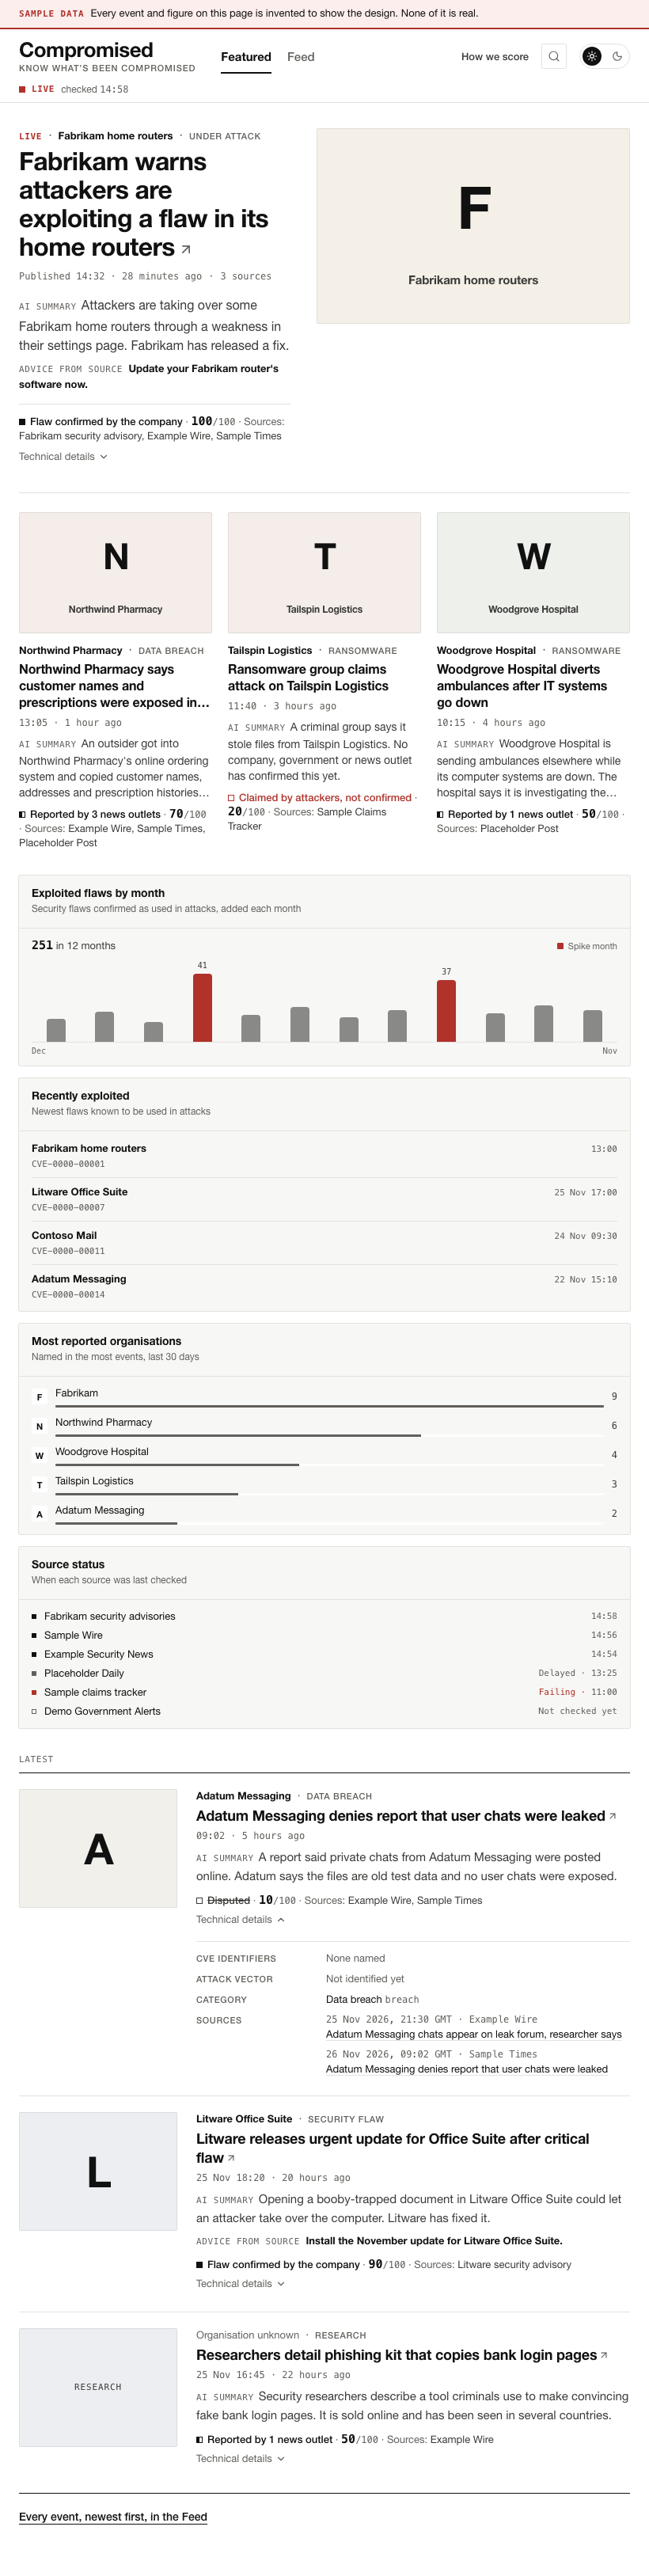 SAMPLE DATA Every event and figure on this page is invented to show the design. None of it is real.
Compromised
KNOW WHAT'S BEEN COMPROMISED
Featured Feed
How we score
LIVE checked 14:58
LIVE · Fabrikam home routers · UNDER ATTACK
Fabrikam warns
attackers are
exploiting a flaw in its
home routers
Published 14:32 · 28 minutes ago · 3 sources
AI SUMMARY Attackers are taking over some
Fabrikam home routers through a weakness in
their settings page. Fabrikam has released a fix.
ADVICE FROM SOURCE Update your Fabrikam router's
software now.
Flaw confirmed by the company · 100/100 · Sources:
Fabrikam security advisory, Example Wire, Sample Times
Technical details
F
Fabrikam home routers
N
Northwind Pharmacy
Northwind Pharmacy · DATA BREACH
Northwind Pharmacy says
customer names and
prescriptions were exposed in…
13:05 · 1 hour ago
AI SUMMARY An outsider got into
Northwind Pharmacy's online ordering
system and copied customer names,
addresses and prescription histories…
Reported by 3 news outlets · 70/100
· Sources: Example Wire, Sample Times,
Placeholder Post
T
Tailspin Logistics
Tailspin Logistics · RANSOMWARE
Ransomware group claims
attack on Tailspin Logistics
11:40 · 3 hours ago
AI SUMMARY A criminal group says it
stole files from Tailspin Logistics. No
company, government or news outlet
has confirmed this yet.
Claimed by attackers, not confirmed ·
20/100 · Sources: Sample Claims
Tracker
W
Woodgrove Hospital
Woodgrove Hospital · RANSOMWARE
Woodgrove Hospital diverts
ambulances after IT systems
go down
10:15 · 4 hours ago
AI SUMMARY Woodgrove Hospital is
sending ambulances elsewhere while
its computer systems are down. The
hospital says it is investigating the…
Reported by 1 news outlet · 50/100 ·
Sources: Placeholder Post
Exploited flaws by month
Security flaws confirmed as used in attacks, added each month
251 in 12 months
Spike month
41
37
Dec
Nov
Recently exploited
Newest flaws known to be used in attacks
Fabrikam home routers 13:00
CVE-0000-00001
Litware Office Suite 25 Nov 17:00
CVE-0000-00007
Contoso Mail 24 Nov 09:30
CVE-0000-00011
Adatum Messaging 22 Nov 15:10
CVE-0000-00014
Most reported organisations
Named in the most events, last 30 days
F Fabrikam 9
N Northwind Pharmacy 6
W Woodgrove Hospital 4
T Tailspin Logistics 3
A Adatum Messaging 2
Source status
When each source was last checked
Fabrikam security advisories 14:58
Sample Wire 14:56
Example Security News 14:54
Placeholder Daily Delayed · 13:25
Sample claims tracker Failing · 11:00
Demo Government Alerts Not checked yet
LATEST
A
Adatum Messaging · DATA BREACH
Adatum Messaging denies report that user chats were leaked
09:02 · 5 hours ago
AI SUMMARY A report said private chats from Adatum Messaging were posted
online. Adatum says the files are old test data and no user chats were exposed.
Disputed · 10/100 · Sources: Example Wire, Sample Times
Technical details
CVE IDENTIFIERS None named
ATTACK VECTOR Not identified yet
CATEGORY Data breach breach
SOURCES 25 Nov 2026, 21:30 GMT · Example Wire
Adatum Messaging chats appear on leak forum, researcher says
26 Nov 2026, 09:02 GMT · Sample Times
Adatum Messaging denies report that user chats were leaked
L
Litware Office Suite · SECURITY FLAW
Litware releases urgent update for Office Suite after critical
flaw
25 Nov 18:20 · 20 hours ago
AI SUMMARY Opening a booby-trapped document in Litware Office Suite could let
an attacker take over the computer. Litware has fixed it.
ADVICE FROM SOURCE Install the November update for Litware Office Suite.
Flaw confirmed by the company · 90/100 · Sources: Litware security advisory
Technical details
RESEARCH
Organisation unknown · RESEARCH
Researchers detail phishing kit that copies bank login pages
25 Nov 16:45 · 22 hours ago
AI SUMMARY Security researchers describe a tool criminals use to make convincing
fake bank login pages. It is sold online and has been seen in several countries.
Reported by 1 news outlet · 50/100 · Sources: Example Wire
Technical details
Every event, newest first, in the Feed